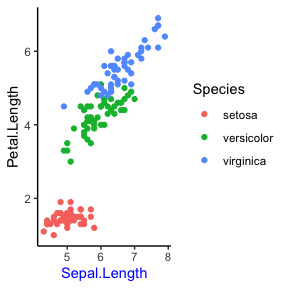 Petal.Length
6
4
2
5 6 7 8
Sepal.Length
Species
setosa
versicolor
virginica